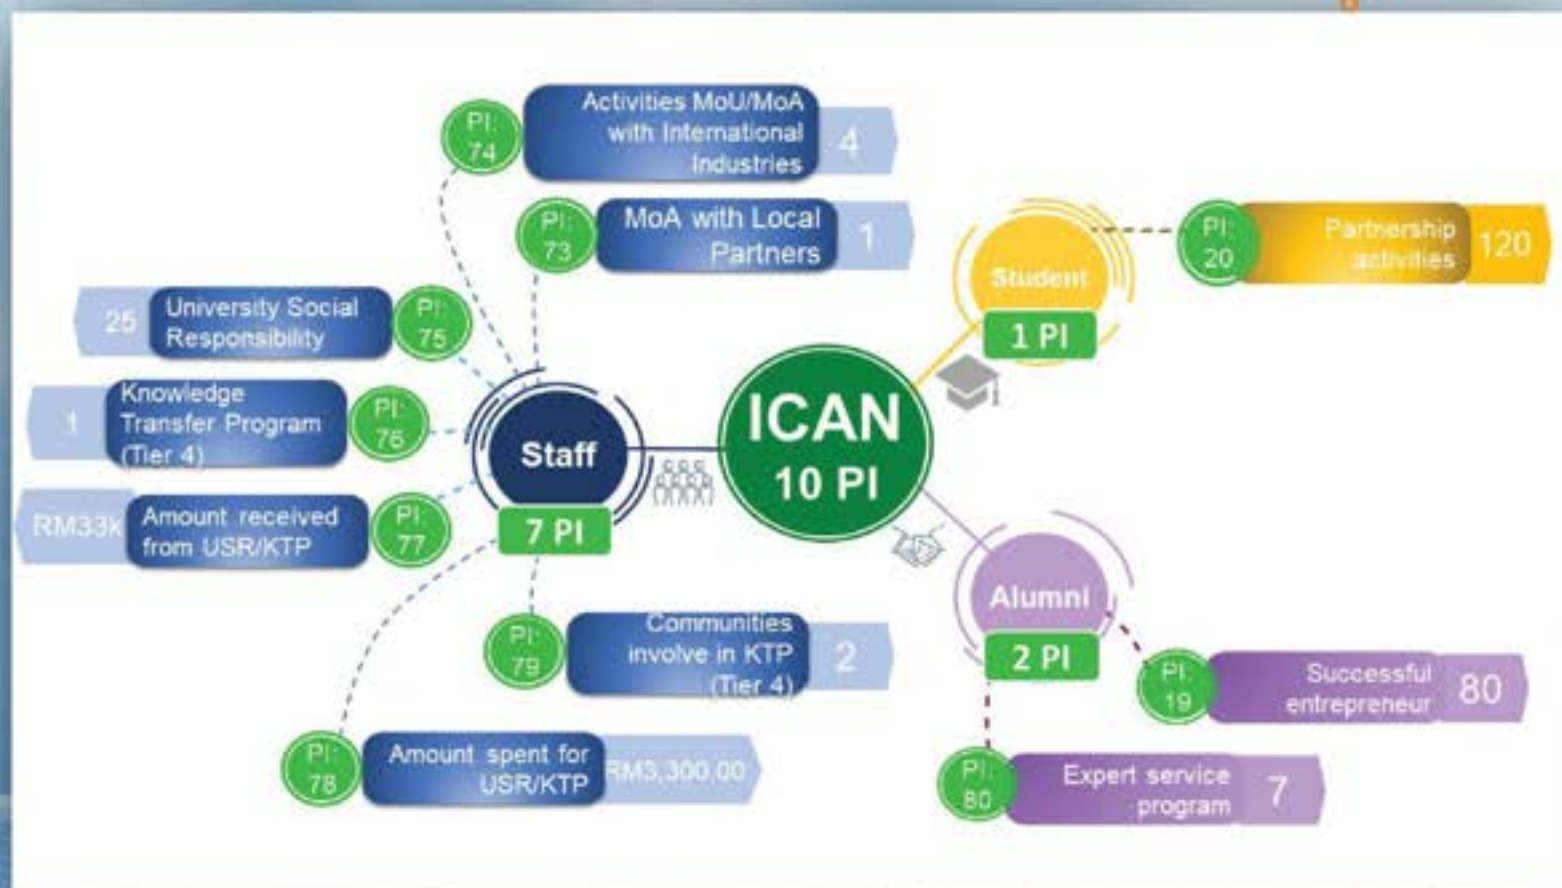 PI:
74
Activities MoU/MoA
with International
Industries
4
PI:
73
MoA with Local
Partners
1
25
University Social
Responsibility
PI:
75
1
Knowledge
Transfer Program
(Tier 4)
PI:
76
RM33k
Amount received
from USR/KTP
PI:
77
Staff
7 PI
ICAN
10 PI
Student
1 PI
PI:
20
Partnership
activities
120
PI:
79
Communities
involve in KTP
(Tier 4)
2
PI:
78
Amount spent for
USR/KTP
RM3,300.00
Alumni
2 PI
PI:
19
Successful
entrepreneur
80
PI:
80
Expert service
program
7